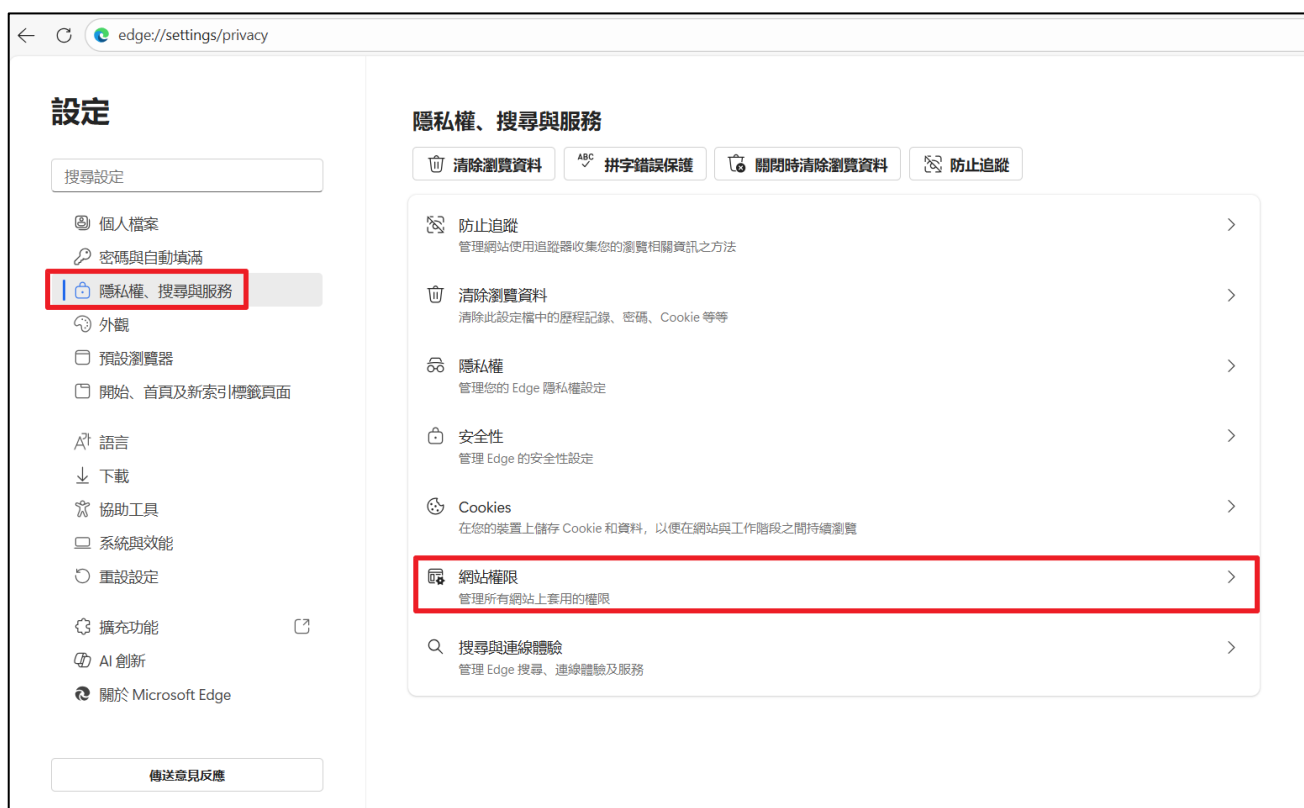 edge://settings/privacy
設定
搜尋設定
個人檔案
密碼與自動填滿
隱私權、搜尋與服務
外觀
預設瀏覽器
開始、首頁及新索引標籤頁面
語言
下載
協助工具
系統與效能
重設設定
擴充功能
AI 創新
關於 Microsoft Edge
傳送意見反應
隱私權、搜尋與服務
清除瀏覽資料
ABC 拼字錯誤保護
關閉時清除瀏覽資料
防止追蹤
防止追蹤
管理網站使用追蹤器收集您的瀏覽相關資訊之方法
清除瀏覽資料
清除此設定檔中的歷程記錄、密碼、Cookie 等等
隱私權
管理您的 Edge 隱私權設定
安全性
管理 Edge 的安全性設定
Cookies
在您的裝置上儲存 Cookie 和資料，以便在網站與工作階段之間持續瀏覽
網站權限
管理所有網站上套用的權限
搜尋與連線體驗
管理 Edge 搜尋、連線體驗及服務